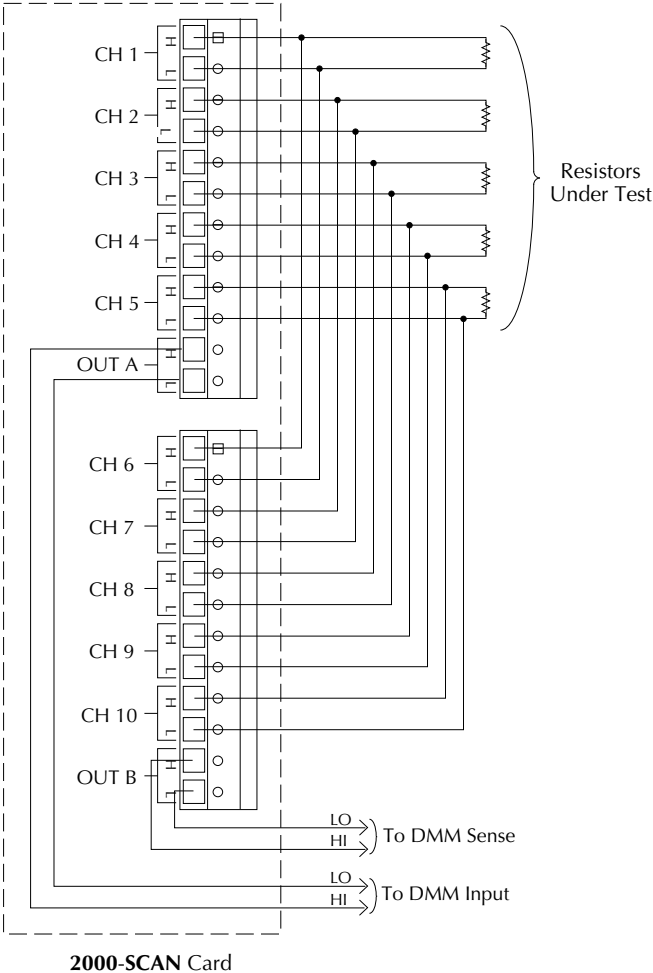 CH 1
H
L
CH 2
H
L
CH 3
H
L
CH 4
H
L
CH 5
H
L
OUT A
H
L
Resistors
Under Test
CH 6
H
L
CH 7
H
L
CH 8
H
L
CH 9
H
L
CH 10
H
L
OUT B
H
L
LO
HI
To DMM Sense
LO
HI
To DMM Input
2000-SCAN Card